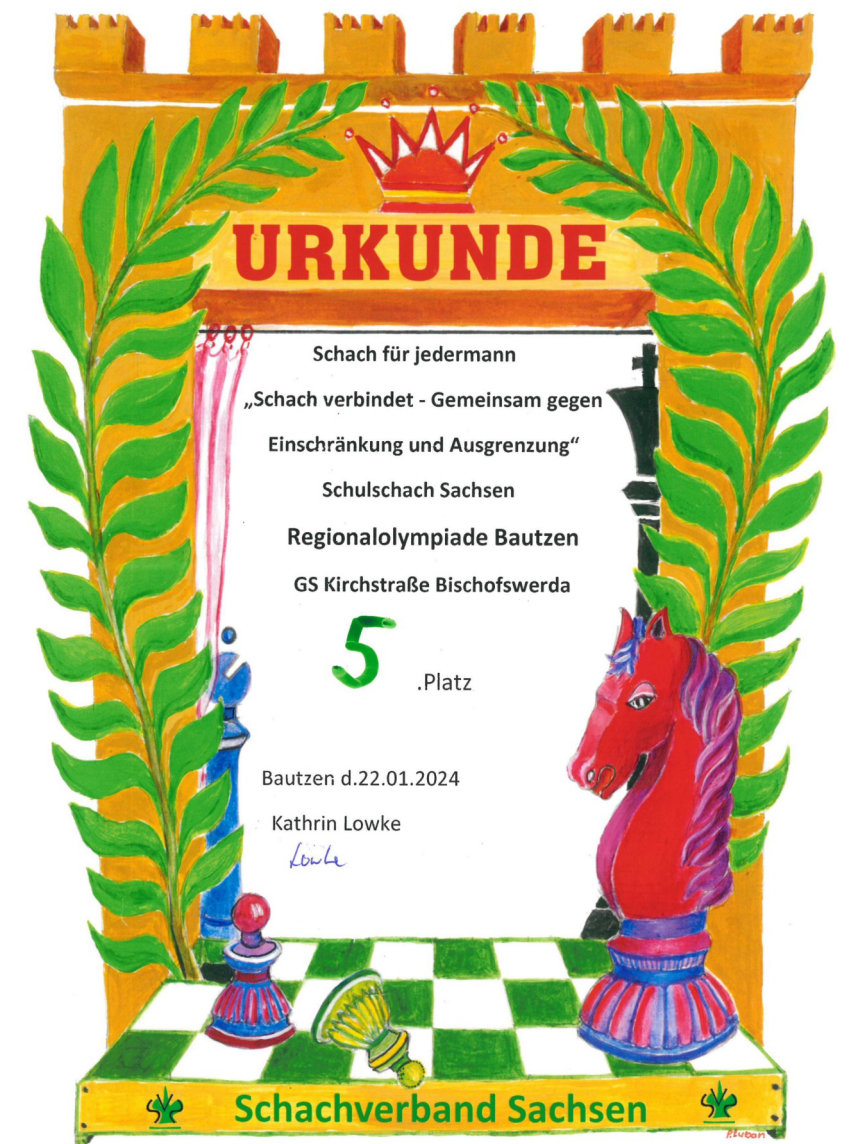 URKUNDE
Schach für jedermann
„Schach verbindet - Gemeinsam gegen
Einschränkung und Ausgrenzung“
Schulschach Sachsen
Regionalolympiade Bautzen
GS Kirchstraße Bischofswerda
5 .Platz
Bautzen d.22.01.2024
Kathrin Lowke
Lowke
Schachverband Sachsen
P.Luban